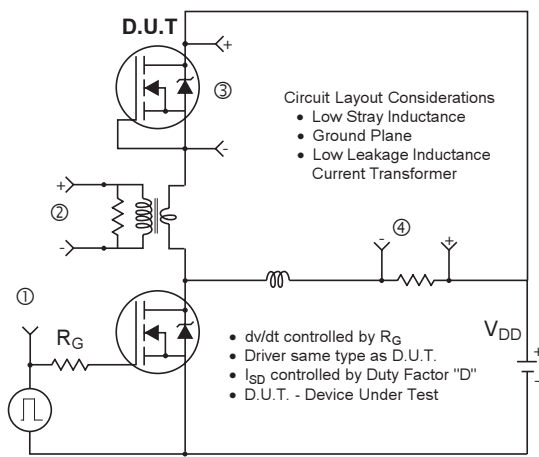 D.U.T
+
③
-
Circuit Layout Considerations
• Low Stray Inductance
• Ground Plane
• Low Leakage Inductance
Current Transformer
+
②
-
④
- +
①
R_G
V_DD
+
-
• dv/dt controlled by R_G
• Driver same type as D.U.T.
• I_SD controlled by Duty Factor "D"
• D.U.T. - Device Under Test